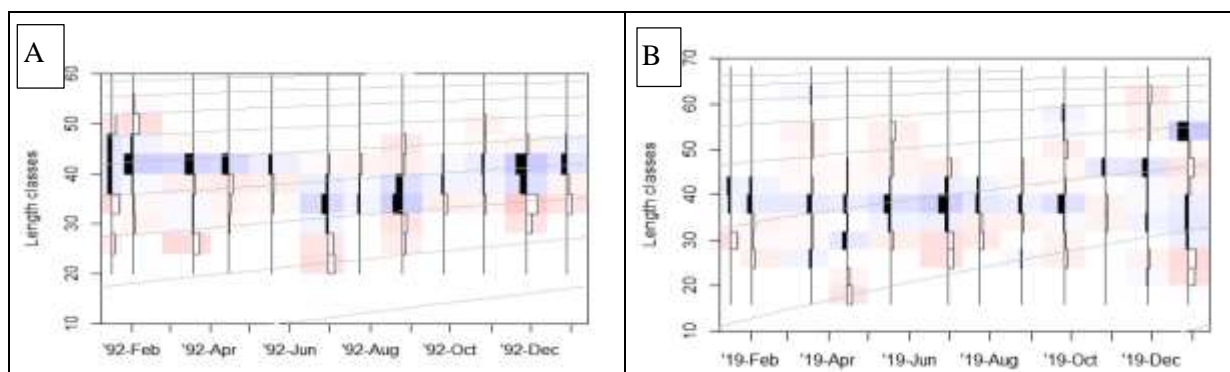 A
Length classes
60
50
40
30
20
10
'92-Feb '92-Apr '92-Jun '92-Aug '92-Oct '92-Dec
B
Length classes
70
60
50
40
30
20
10
'19-Feb '19-Apr '19-Jun '19-Aug '19-Oct '19-Dec